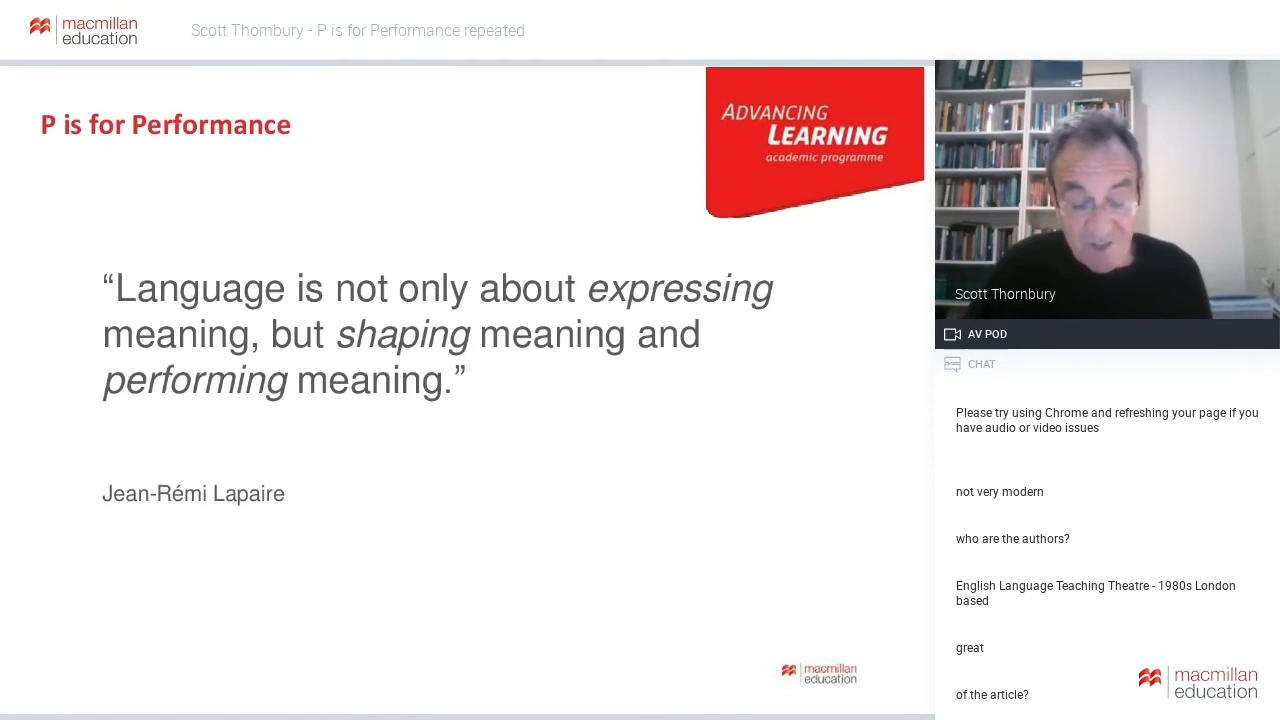 macmillan
education
Scott Thornbury - P is for Performance repeated
P is for Performance
ADVANCING
LEARNING
academic programme
“Language is not only about expressing
meaning, but shaping meaning and
performing meaning.”
Jean-Rémi Lapaire
macmillan
education
Scott Thornbury
AV POD
CHAT
Please try using Chrome and refreshing your page if you
have audio or video issues
not very modern
who are the authors?
English Language Teaching Theatre - 1980s London
based
great
of the article?
macmillan
education